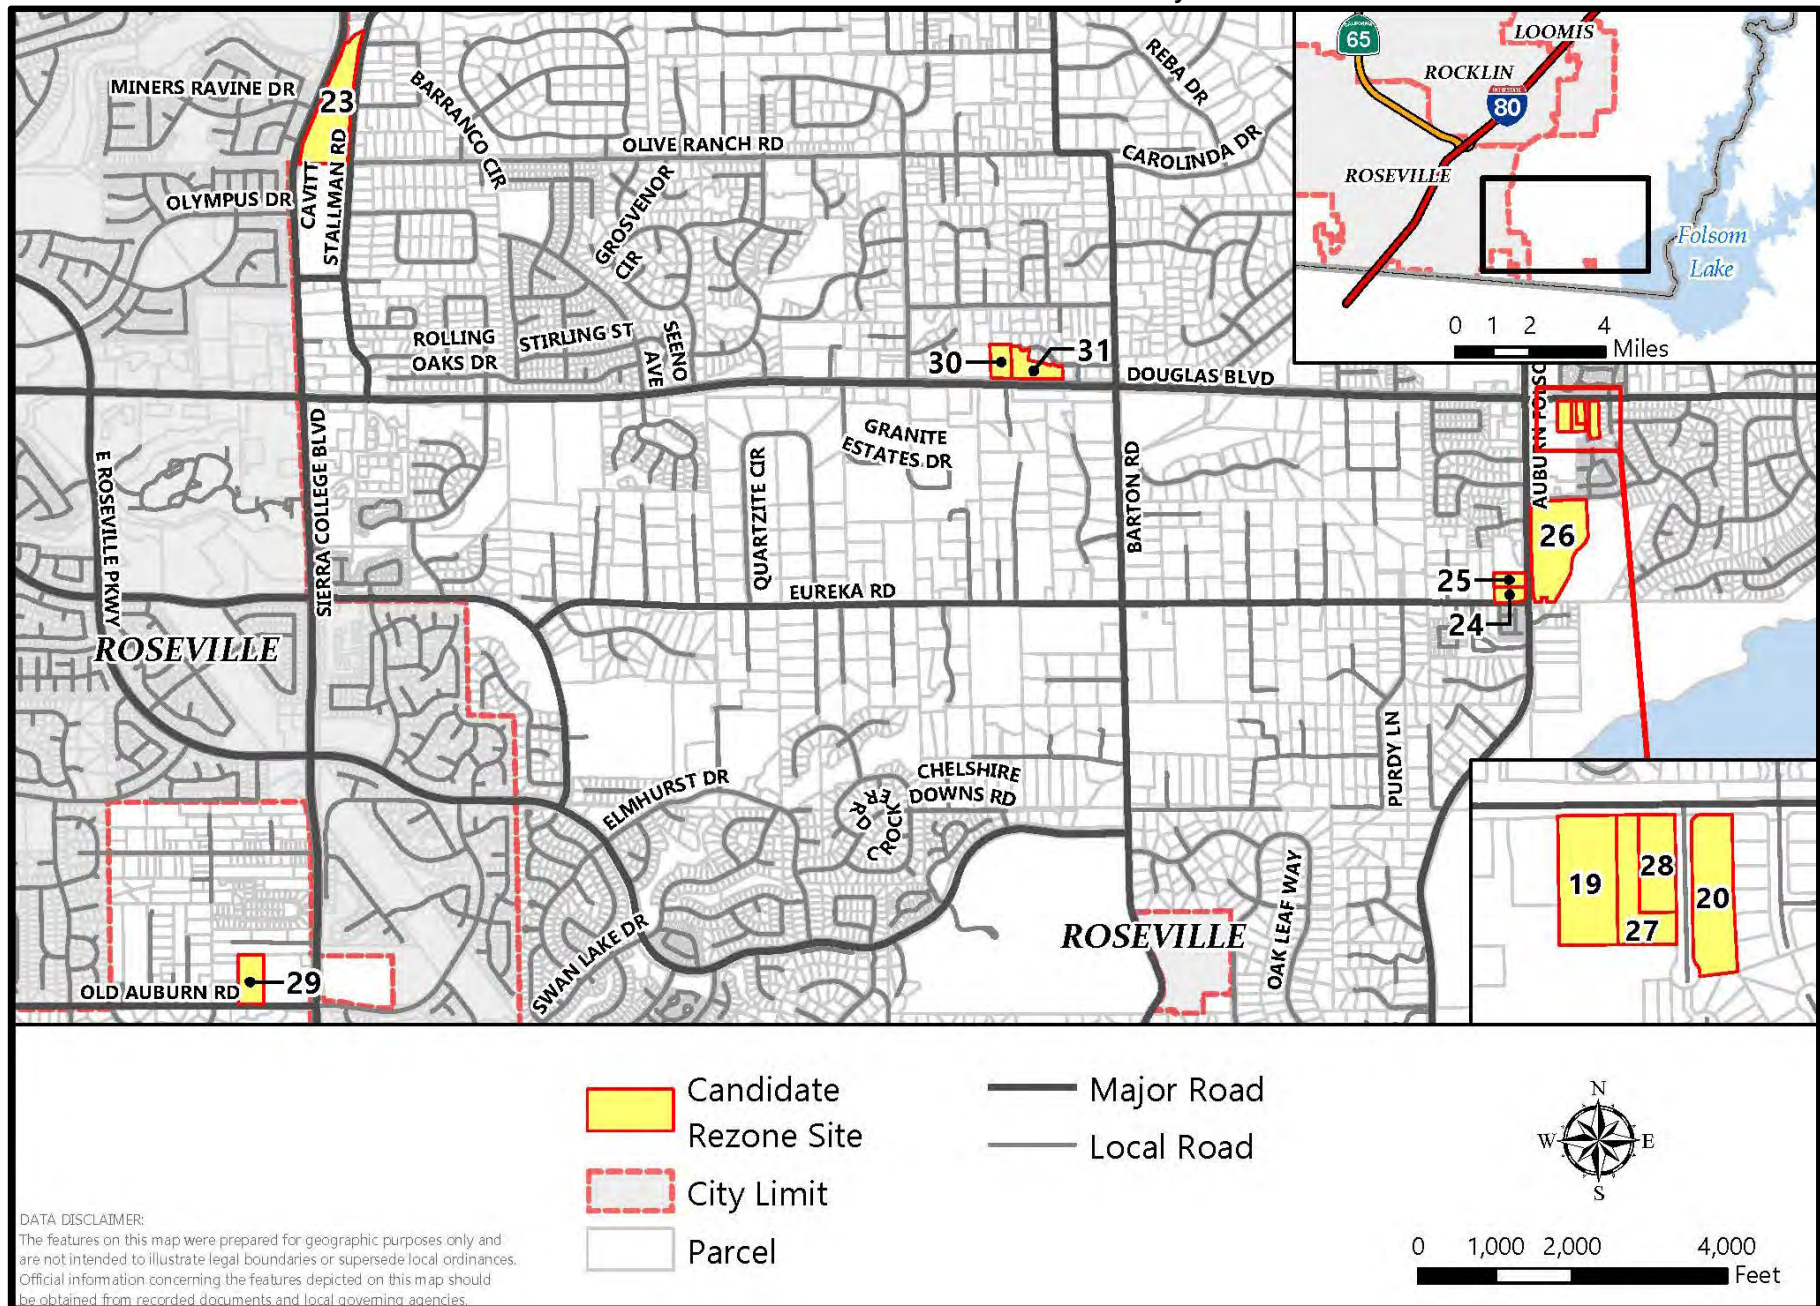 MINERS RAVINE DR
23
BARRANCO CIR
OLIVE RANCH RD
REBA DR
CAROLINDA DR
OLYMPUS DR
CAVITT
STALLMAN RD
GROSVENOR
CIR
ROLLING
OAKS DR
STIRLING ST
SEENO
AVE
30
31
DOUGLAS BLVD
CALIFORNIA
65
LOOMIS
ROCKLIN
INTERSTATE
80
ROSEVILLE
Folsom
Lake
0 1 2 4
Miles
E ROSEVILLE PKWY
SIERRA COLLEGE BLVD
QUARTZITE CIR
GRANITE
ESTATES DR
BARTON RD
26
25
24
EUREKA RD
ROSEVILLE
ELMHURST DR
CROCK
ER
RD
CHELSHIRE
DOWNS RD
PURDY LN
SWAN LAKE DR
ROSEVILLE
OAK LEAF WAY
19
28
20
27
OLD AUBURN RD
29
Candidate
Rezone Site
City Limit
Parcel
Major Road
Local Road
N
W
E
S
0 1,000 2,000 4,000
Feet
DATA DISCLAIMER:
The features on this map were prepared for geographic purposes only and
are not intended to illustrate legal boundaries or supersede local ordinances.
Official information concerning the features depicted on this map should
be obtained from recorded documents and local governing agencies.